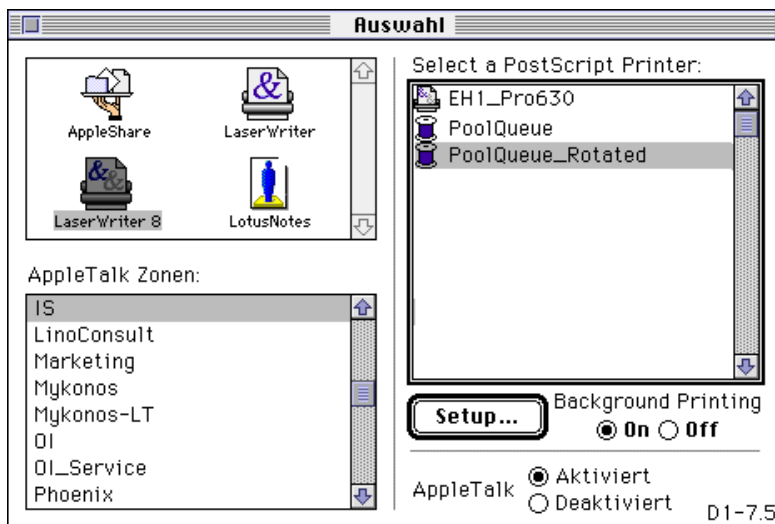 Auswahl
AppleShare
LaserWriter
LaserWriter 8
LotusNotes
AppleTalk Zonen:
IS
LinoConsult
Marketing
Mykonos
Mykonos-LT
OI
OI_Service
Phoenix
Select a PostScript Printer:
EH1_Pro630
PoolQueue
PoolQueue_Rotated
Setup...
Background Printing
On Off
AppleTalk
Aktiviert
Deaktiviert
D1-7.5